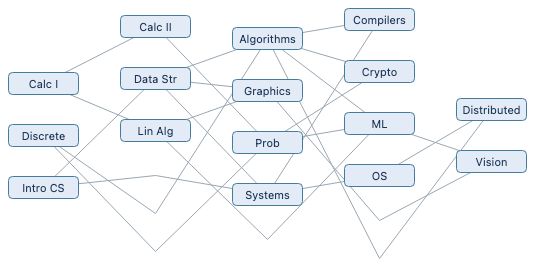 Calc I
Discrete
Intro CS
Calc II
Data Str
Lin Alg
Algorithms
Graphics
Prob
Systems
Compilers
Crypto
ML
OS
Distributed
Vision